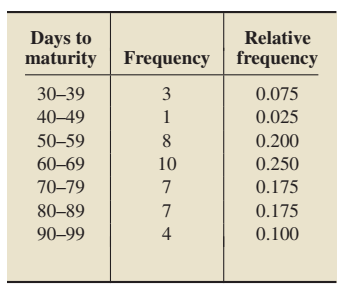 Days to maturity Frequency Relative frequency
30–39 3 0.075
40–49 1 0.025
50–59 8 0.200
60–69 10 0.250
70–79 7 0.175
80–89 7 0.175
90–99 4 0.100